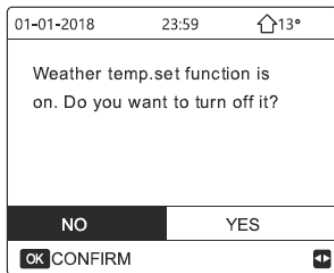 01-01-2018 23:59 13°
Weather temp.set function is
on. Do you want to turn off it?
NO YES
OK CONFIRM